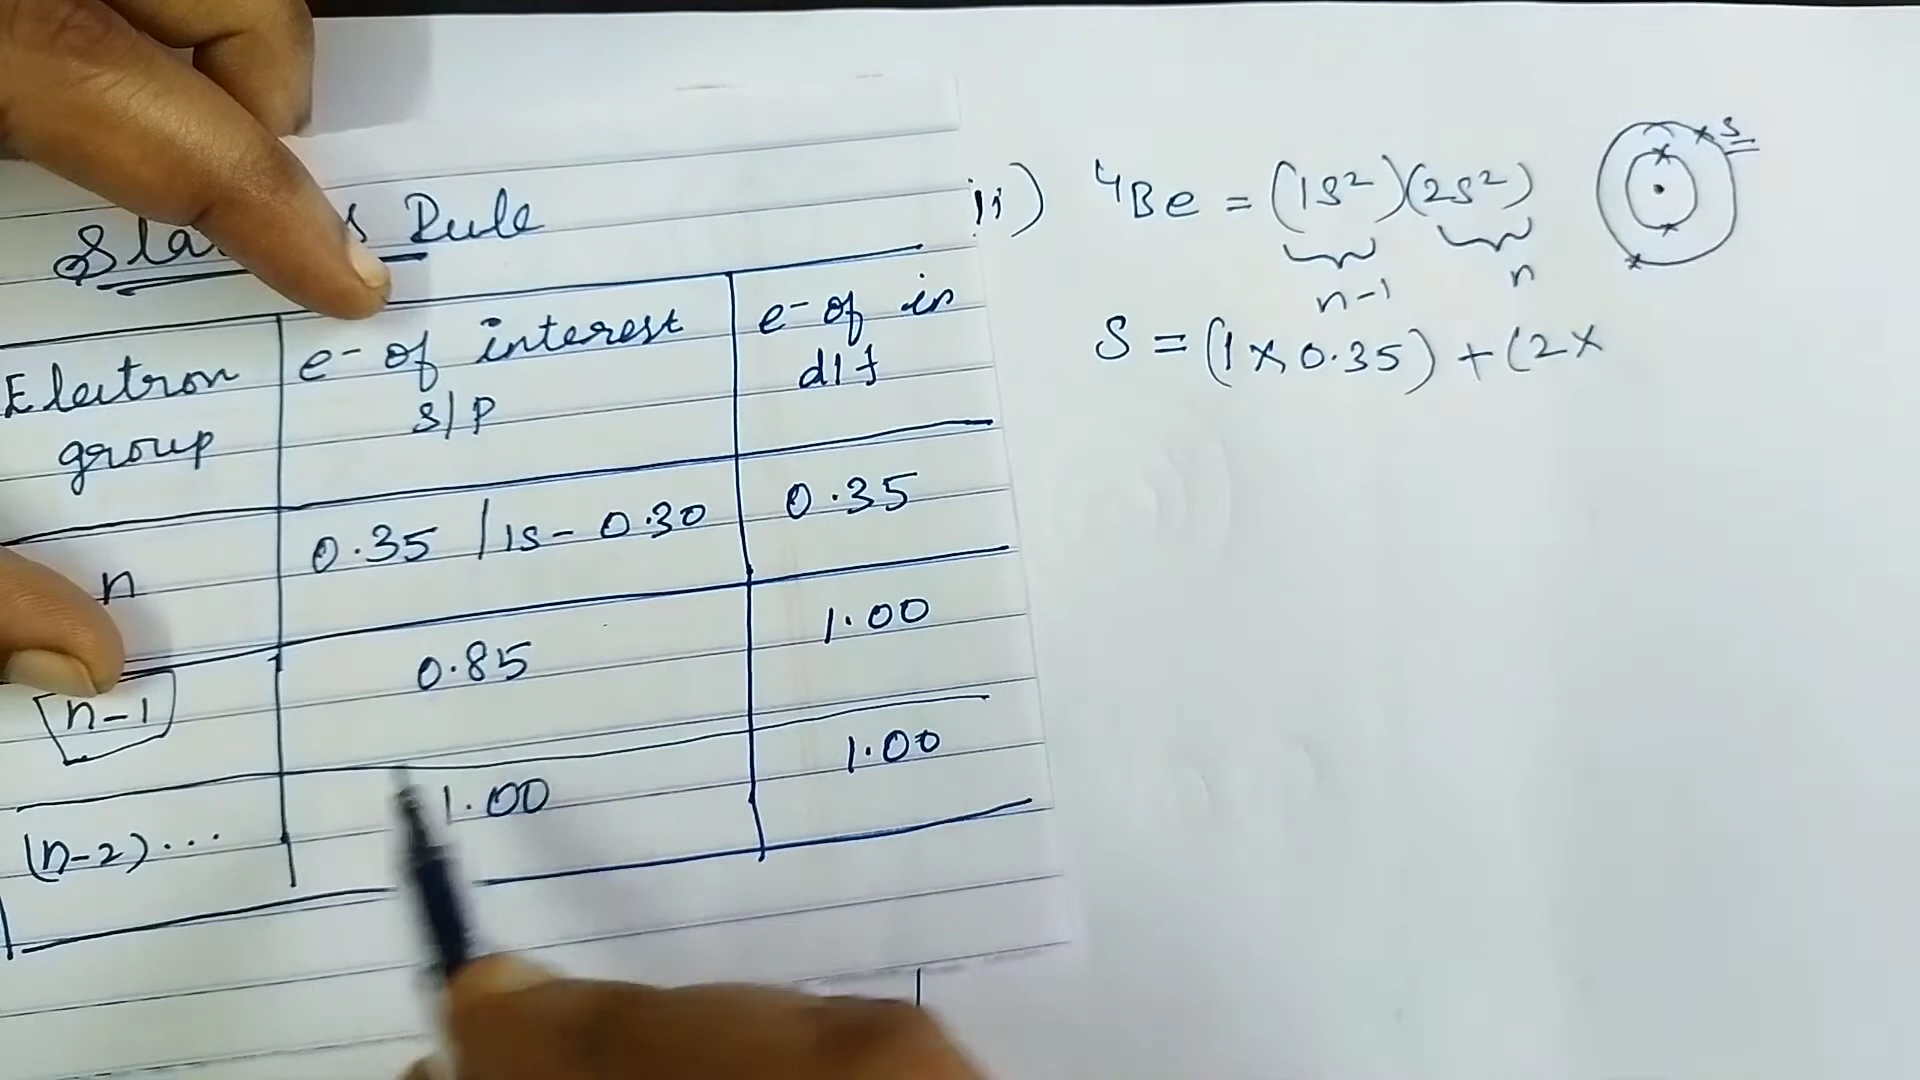 Rule
Electron group
e- of interest s/p
e- of in d/f
n
0.35 / 1s - 0.30
0.35
n-1
0.85
1.00
(n-2)...
1.00
1.00
ii) ⁴Be = (1s²)(2s²)
n-1
n
S
S = (1 x 0.35) + (2 x